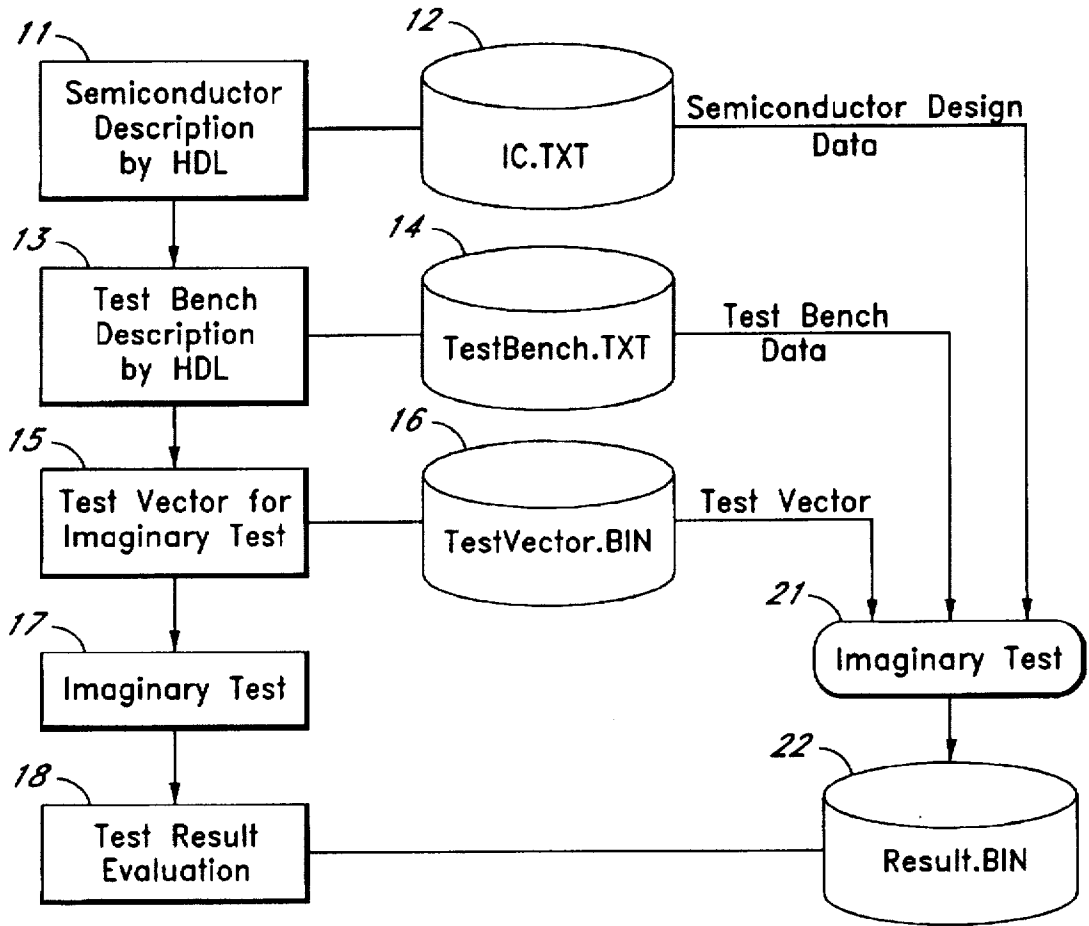 11
Semiconductor
Description
by HDL
12
IC.TXT
Semiconductor Design
Data
13
Test Bench
Description
by HDL
14
TestBench.TXT
Test Bench
Data
15
Test Vector for
Imaginary Test
16
TestVector.BIN
Test Vector
17
Imaginary Test
21
Imaginary Test
18
Test Result
Evaluation
22
Result.BIN